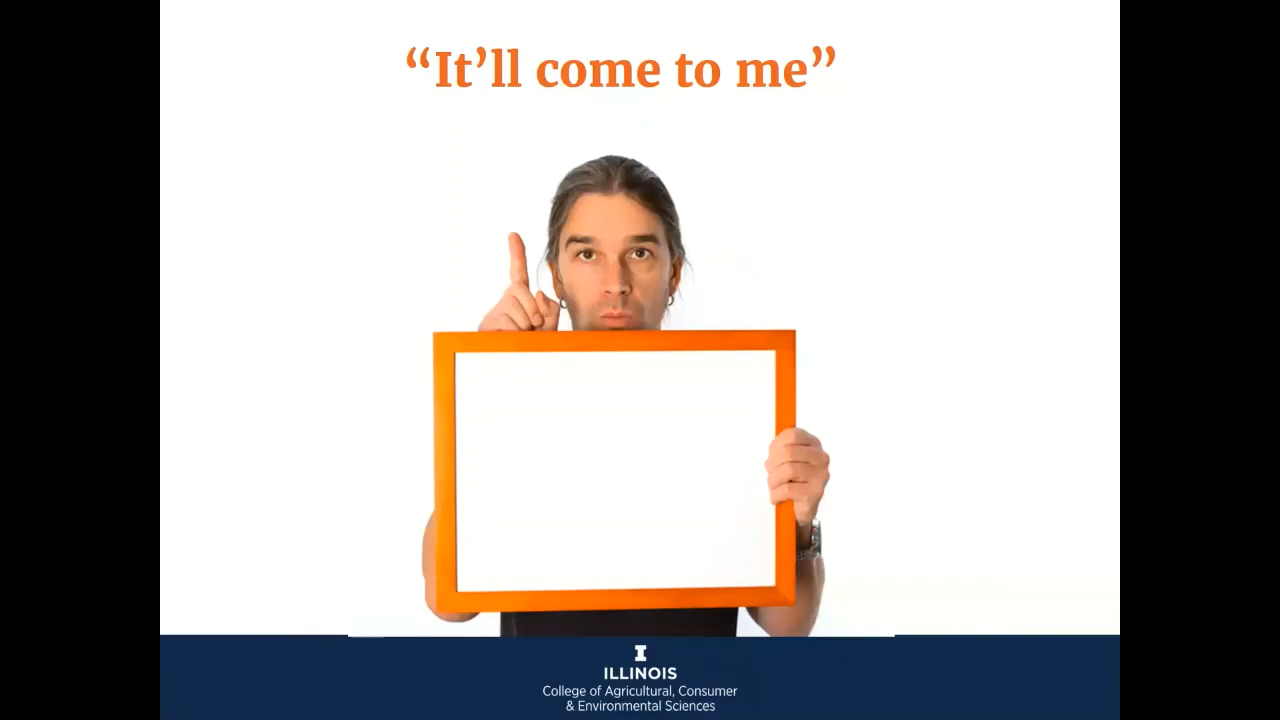 “It’ll come to me”
I
ILLINOIS
College of Agricultural, Consumer
& Environmental Sciences